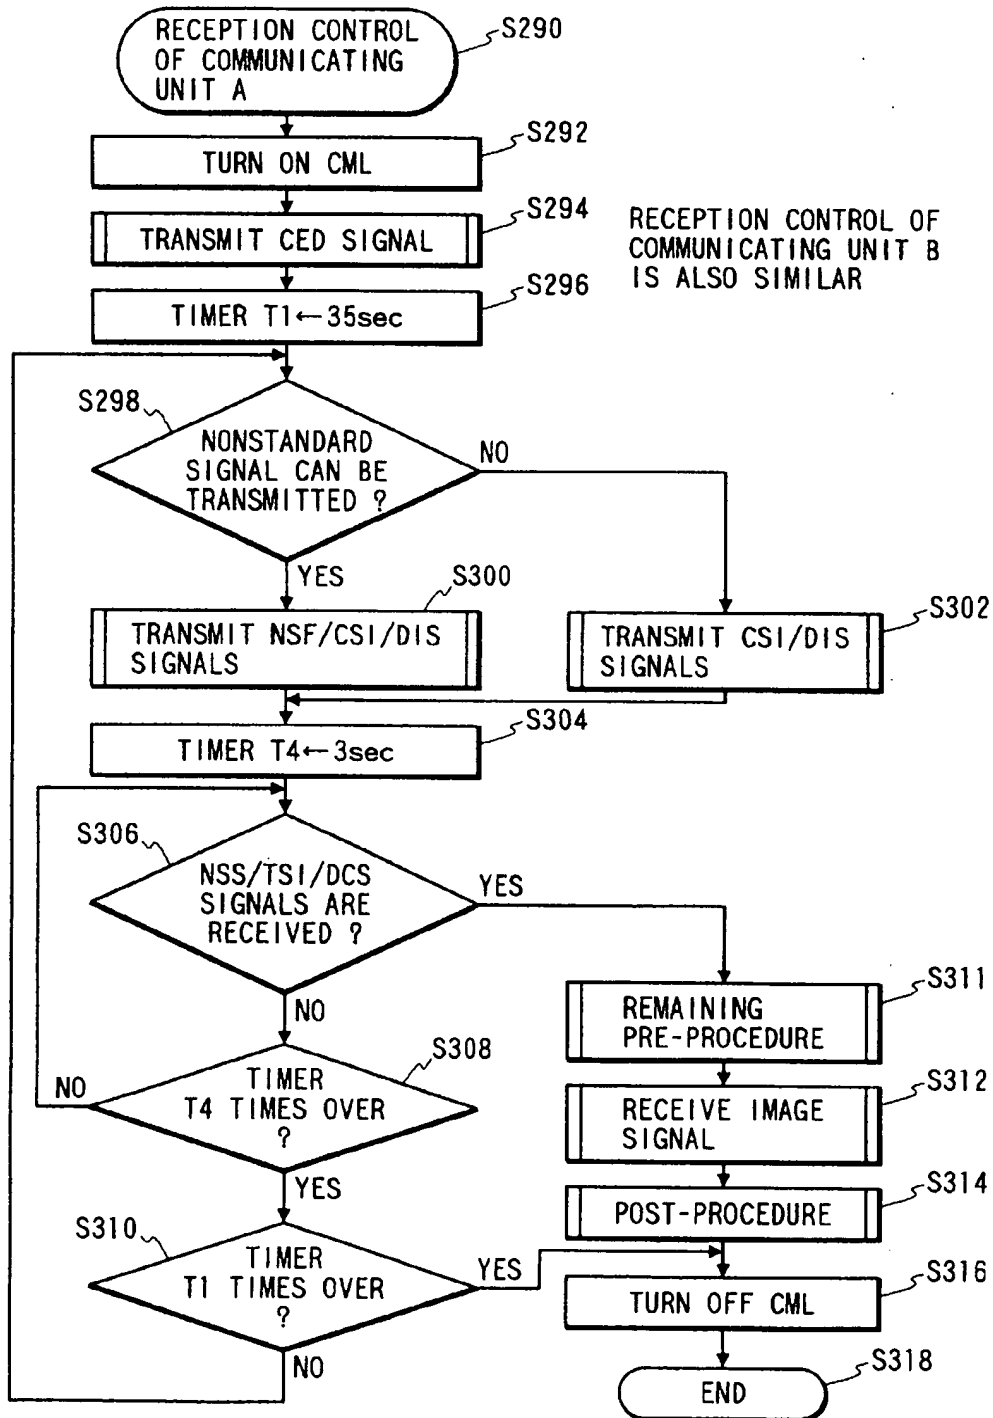 RECEPTION CONTROL
OF COMMUNICATING
UNIT A
S290
S292
TURN ON CML
S294
TRANSMIT CED SIGNAL
RECEPTION CONTROL OF
COMMUNICATING UNIT B
IS ALSO SIMILAR
S296
TIMER T1←35sec
S298
NONSTANDARD
SIGNAL CAN BE
TRANSMITTED ?
NO
YES
S300
TRANSMIT NSF/CSI/DIS
SIGNALS
S302
TRANSMIT CSI/DIS
SIGNALS
S304
TIMER T4←3sec
S306
NSS/TSI/DCS
SIGNALS ARE
RECEIVED ?
YES
NO
S311
REMAINING
PRE-PROCEDURE
S308
TIMER
T4 TIMES OVER
?
NO
YES
S312
RECEIVE IMAGE
SIGNAL
S314
POST-PROCEDURE
S310
TIMER
T1 TIMES OVER
?
YES
NO
S316
TURN OFF CML
S318
END